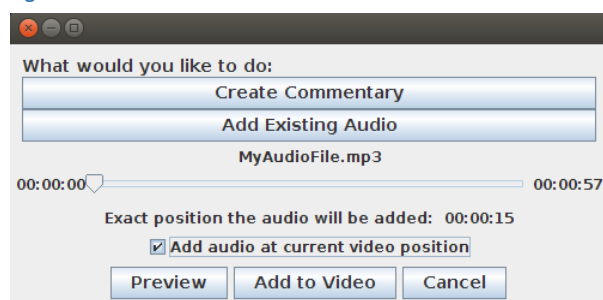 What would you like to do:
Create Commentary
Add Existing Audio
MyAudioFile.mp3
00:00:00 00:00:57
Exact position the audio will be added: 00:00:15
Add audio at current video position
Preview Add to Video Cancel